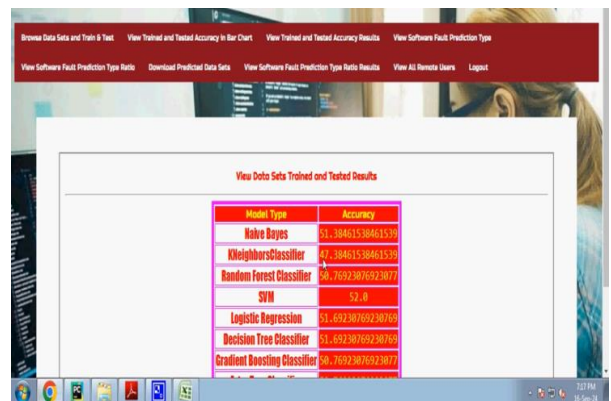 Browse Data Sets and Train & Test View Trained and Tested Accuracy in Bar Chart View Trained and Tested Accuracy Results View Software Fault Prediction Type
View Software Fault Prediction Type Ratio Download Predicted Data Sets View Software Fault Prediction Type Ratio Results View All Remote Users Logout
View Data Sets Trained and Tested Results
Model Type Accuracy
Naive Bayes 51.38461538461539
KNeighborsClassifier 47.38461538461539
Random Forest Classifier 50.76923076923077
SVM 52.0
Logistic Regression 51.69230769230769
Decision Tree Classifier 51.69230769230769
Gradient Boosting Classifier 50.76923076923077
7:17 PM
16-Sep-24